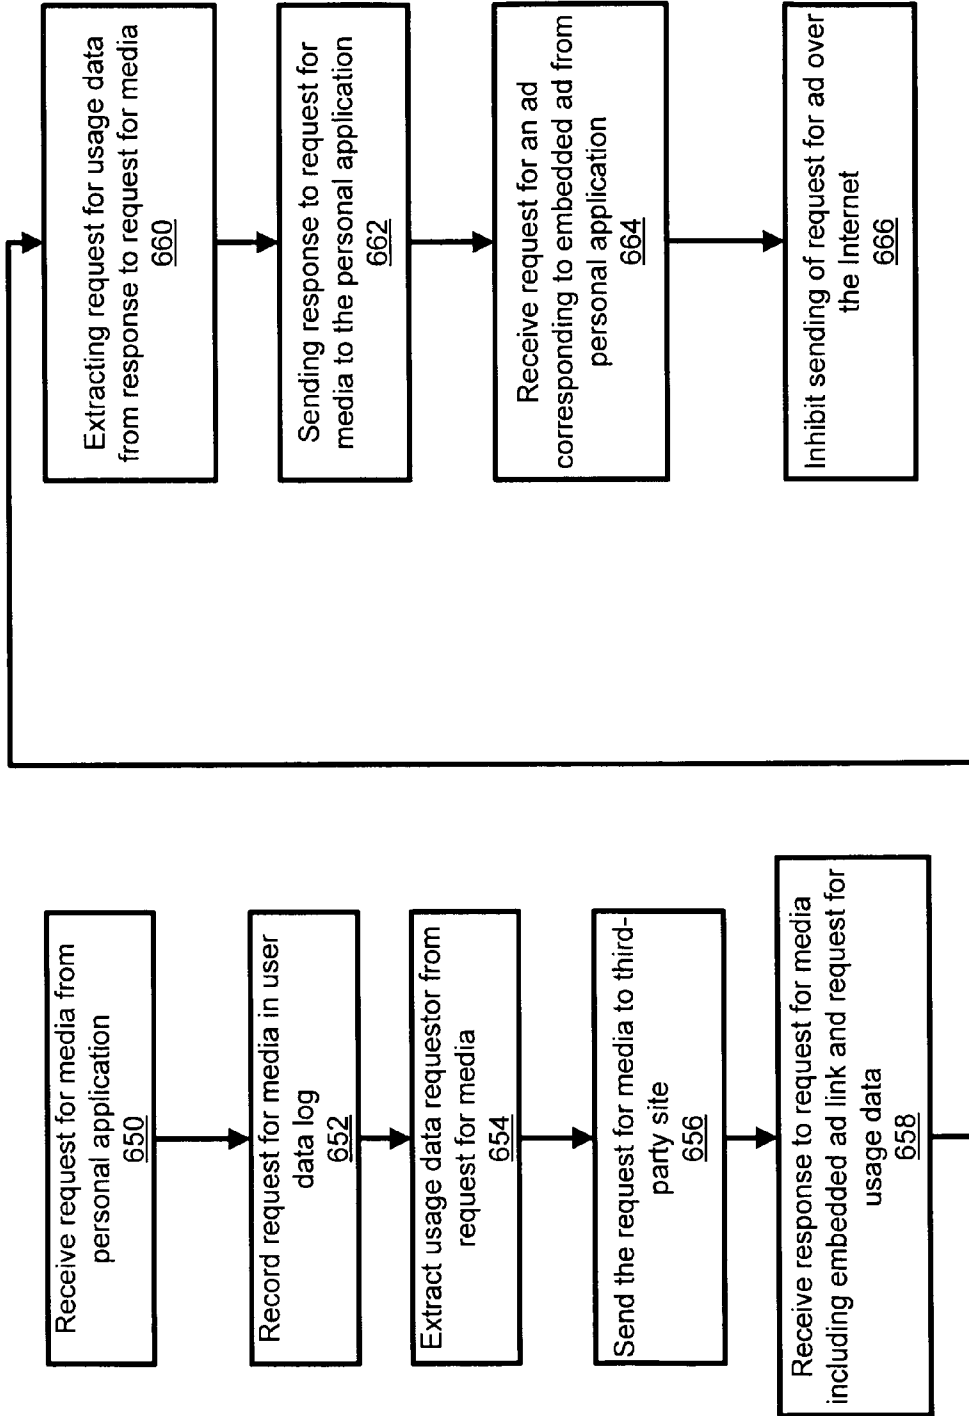 Receive request for media from
personal application
650
Record request for media in user
data log
652
Extract usage data requestor from
request for media
654
Send the request for media to third-
party site
656
Receive response to request for media
including embedded ad link and request for
usage data
658
Extracting request for usage data
from response to request for media
660
Sending response to request for
media to the personal application
662
Receive request for an ad
corresponding to embedded ad from
personal application
664
Inhibit sending of request for ad over
the Internet
666